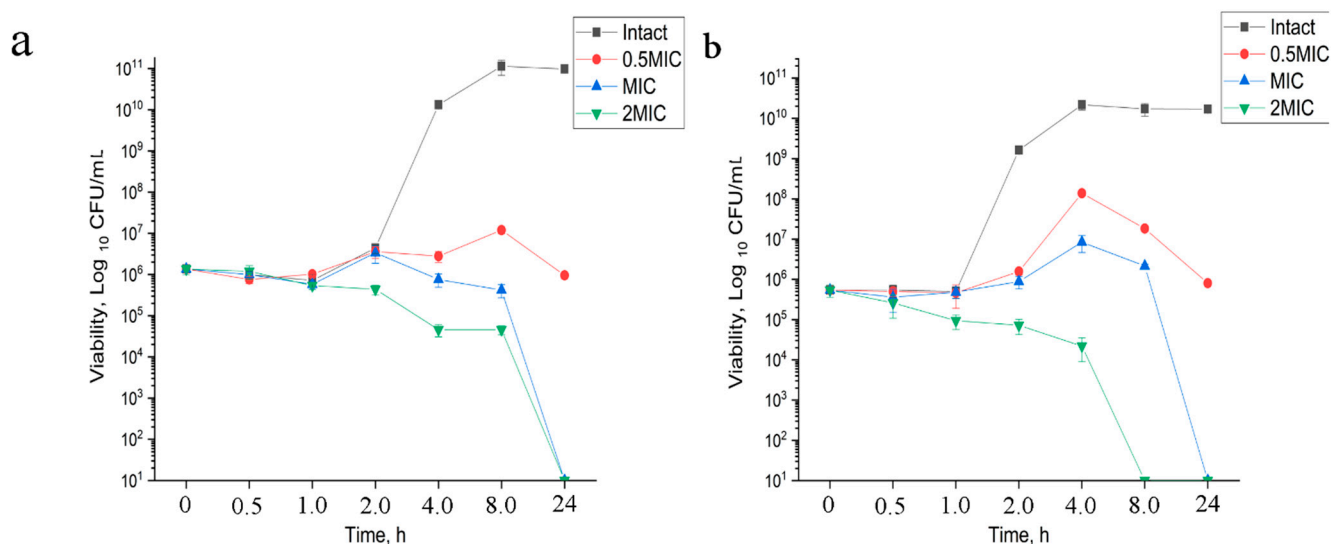 a
Intact
0.5MIC
MIC
2MIC
10¹¹
10¹⁰
10⁹
10⁸
10⁷
10⁶
10⁵
10⁴
10³
10²
10¹
Viability, Log ₁₀ CFU/mL
0 0.5 1.0 2.0 4.0 8.0 24
Time, h
b
Intact
0.5MIC
MIC
2MIC
10¹¹
10¹⁰
10⁹
10⁸
10⁷
10⁶
10⁵
10⁴
10³
10²
10¹
Viability, Log ₁₀ CFU/mL
0 0.5 1.0 2.0 4.0 8.0 24
Time, h